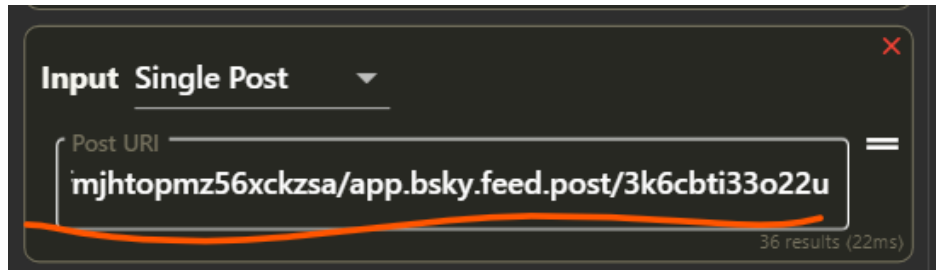 Input Single Post
Post URI
mjhtopmz56xckzsa/app.bsky.feed.post/3k6cbti33o22u
36 results (22ms)